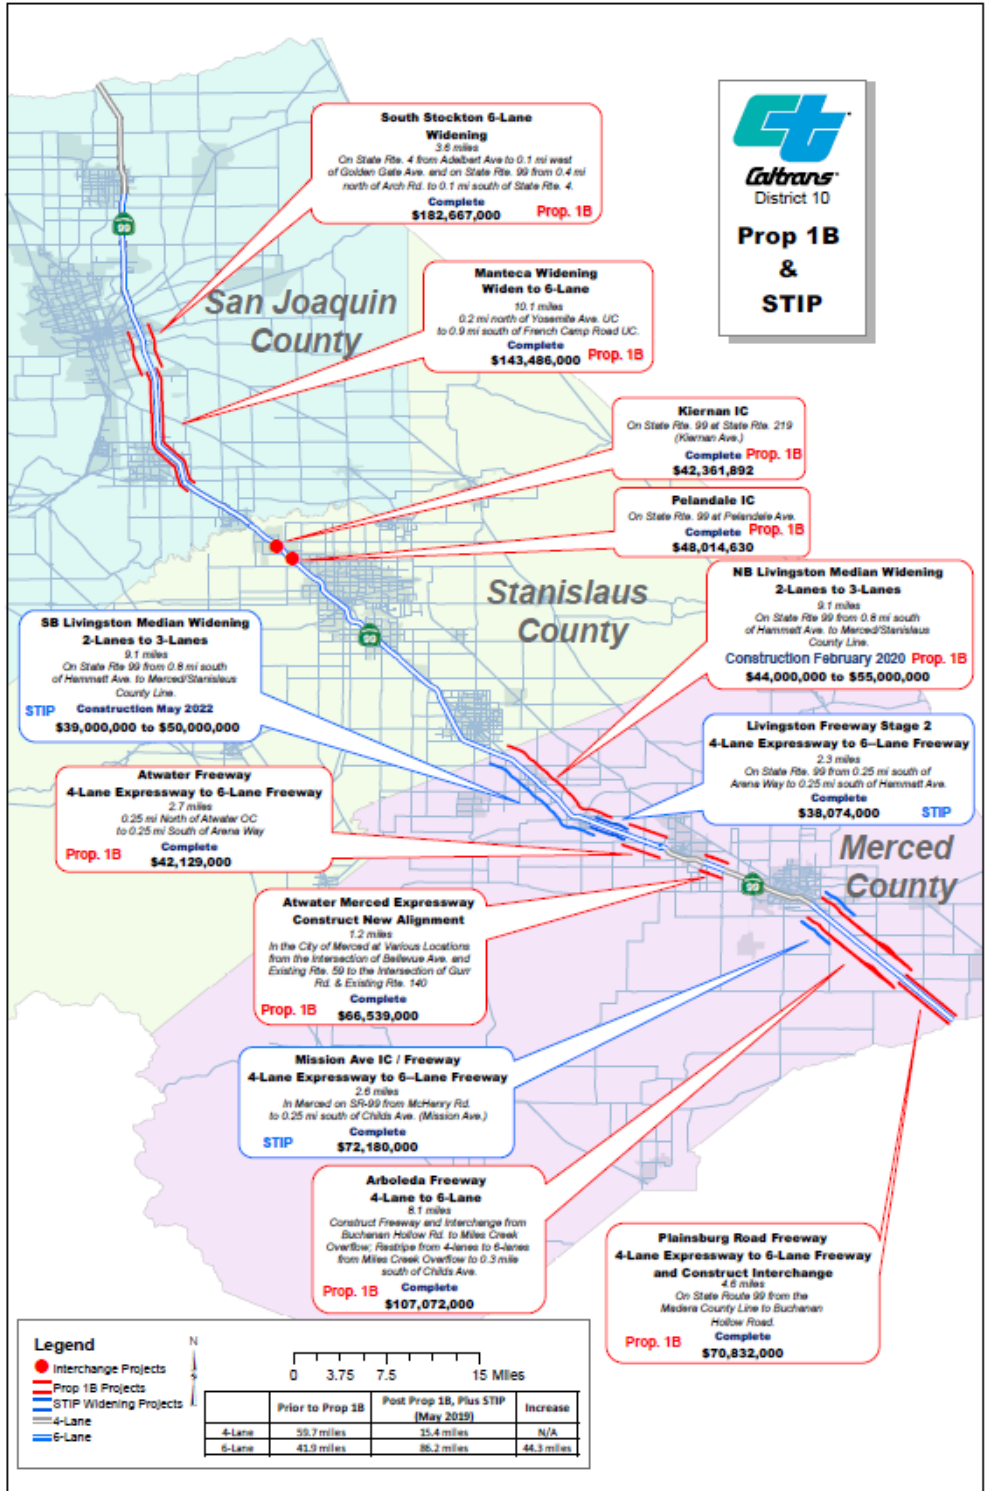 Caltrans
District 10
Prop 1B
&
STIP
South Stockton 6-Lane
Widening
3.6 miles
On State Rte. 4 from Adelbert Ave to 0.1 mi west
of Golden Gate Ave. and on State Rte. 99 from 0.4 mi
north of Arch Rd. to 0.1 mi south of State Rte. 4.
Complete
$182,667,000 Prop. 1B
99
San Joaquin
County
Manteca Widening
Widen to 6-Lane
10.1 miles
0.2 mi north of Yosemite Ave. UC
to 0.9 mi south of French Camp Road UC.
Complete
$143,486,000 Prop. 1B
Kiernan IC
On State Rte. 99 at State Rte. 219
(Kiernan Ave.)
Complete Prop. 1B
$42,361,892
Pelandale IC
On State Rte. 99 at Pelandale Ave.
Complete Prop. 1B
$48,014,630
Stanislaus
County
99
NB Livingston Median Widening
2-Lanes to 3-Lanes
9.1 miles
On State Rte 99 from 0.8 mi south
of Hammatt Ave. to Merced/Stanislaus
County Line.
Construction February 2020 Prop. 1B
$44,000,000 to $55,000,000
SB Livingston Median Widening
2-Lanes to 3-Lanes
9.1 miles
On State Rte 99 from 0.8 mi south
of Hammatt Ave. to Merced/Stanislaus
County Line.
STIP Construction May 2022
$39,000,000 to $50,000,000
Livingston Freeway Stage 2
4-Lane Expressway to 6--Lane Freeway
2.3 miles
On State Rte. 99 from 0.25 mi south of
Arena Way to 0.25 mi south of Hammatt Ave.
Complete
$38,074,000 STIP
Atwater Freeway
4-Lane Expressway to 6-Lane Freeway
2.7 miles
0.25 mi North of Atwater OC
to 0.25 mi South of Arena Way
Complete
Prop. 1B $42,129,000
Merced
County
99
Atwater Merced Expressway
Construct New Alignment
1.2 miles
In the City of Merced at Various Locations
from the Intersection of Bellevue Ave. and
Existing Rte. 59 to the Intersection of Gurr
Rd. & Existing Rte. 140
Complete
Prop. 1B $66,539,000
Mission Ave IC / Freeway
4-Lane Expressway to 6--Lane Freeway
2.6 miles
In Merced on SR-99 from McHenry Rd.
to 0.25 mi south of Childs Ave. (Mission Ave.)
Complete
STIP $72,180,000
Arboleda Freeway
4-Lane to 6-Lane
8.1 miles
Construct Freeway and Interchange from
Buchanan Hollow Rd. to Miles Creek
Overflow; Restripe from 4-lanes to 6-lanes
from Miles Creek Overflow to 0.3 mile
south of Childs Ave.
Prop. 1B Complete
$107,072,000
Plainsburg Road Freeway
4-Lane Expressway to 6-Lane Freeway
and Construct Interchange
4.6 miles
On State Route 99 from the
Madera County Line to Buchanan
Hollow Road.
Prop. 1B Complete
$70,832,000
Legend
Interchange Projects
Prop 1B Projects
STIP Widening Projects
4-Lane
6-Lane
N
S
0 3.75 7.5 15 Miles
Prior to Prop 1B Post Prop 1B, Plus STIP (May 2019) Increase
4-Lane 59.7 miles 15.4 miles N/A
6-Lane 41.9 miles 86.2 miles 44.3 miles